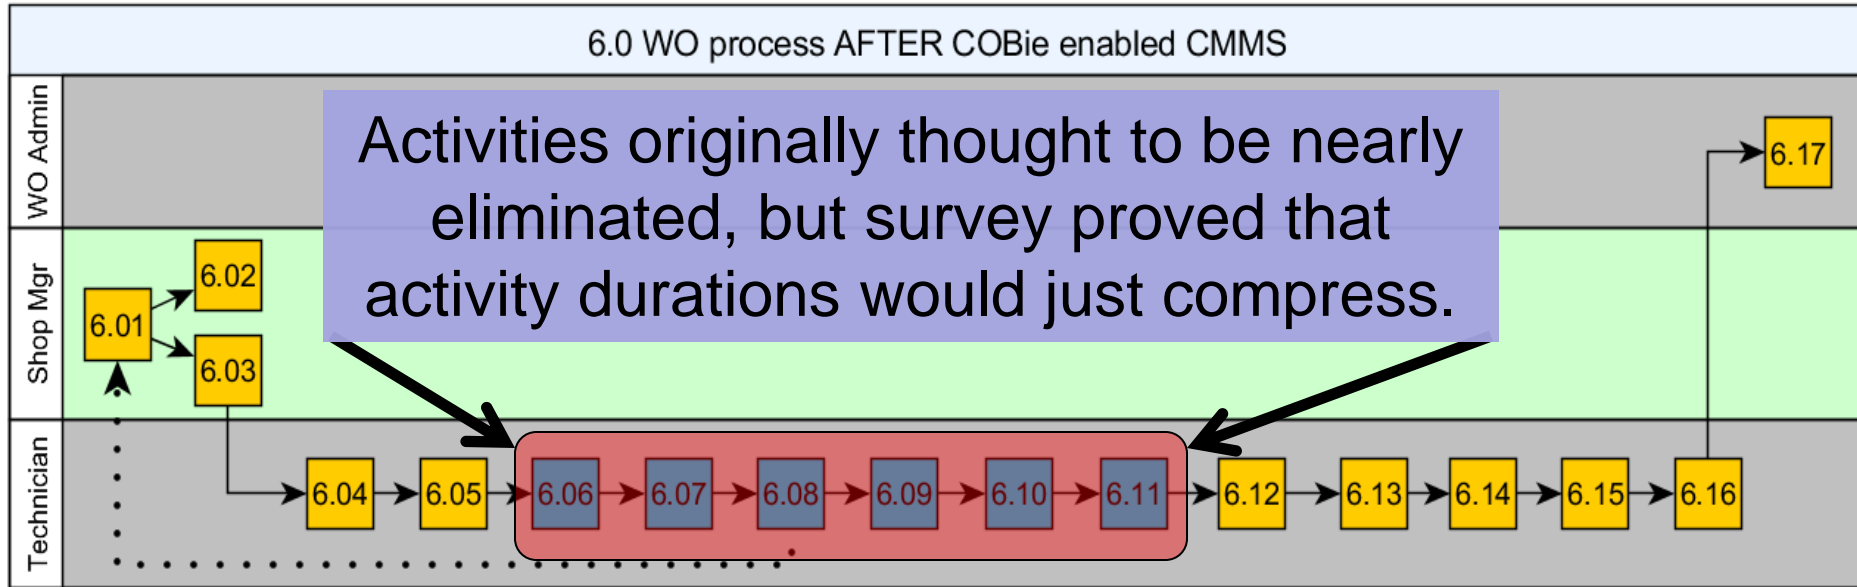 6.0 WO process AFTER COBie enabled CMMS
WO Admin
Activities originally thought to be nearly
eliminated, but survey proved that
activity durations would just compress.
6.17
Shop Mgr
6.01
6.02
6.03
Technician
6.04
6.05
6.06
6.07
6.08
6.09
6.10
6.11
6.12
6.13
6.14
6.15
6.16